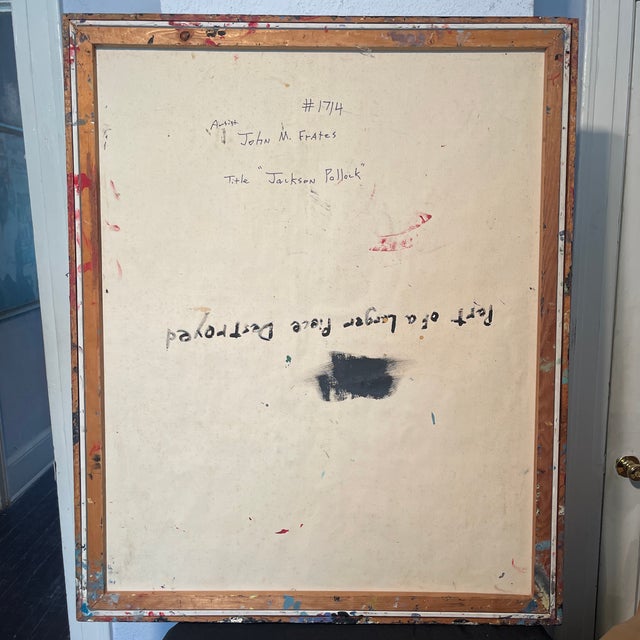 #1714
Artist
John M. Frates
Title "Jackson Pollock"
Part of a Larger Piece Destroyed